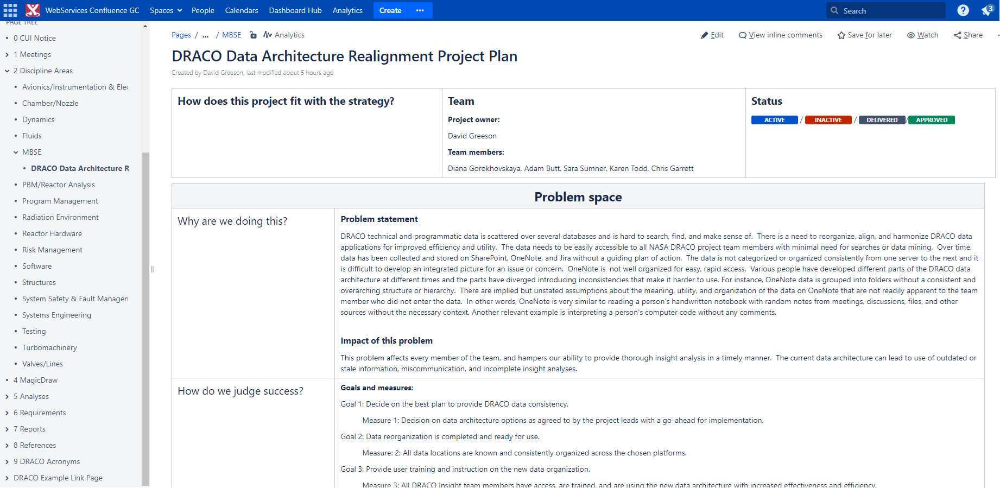 WebServices Confluence GC Spaces People Calendars Dashboard Hub Analytics Create ••• Search ? 3
PAGE TREE
0 CUI Notice
1 Meetings
2 Discipline Areas
Avionics/Instrumentation & Elec
Chamber/Nozzle
Dynamics
Fluids
MBSE
DRACO Data Architecture R
PBM/Reactor Analysis
Program Management
Radiation Environment
Reactor Hardware
Risk Management
Software
Structures
System Safety & Fault Managem
Systems Engineering
Testing
Turbomachinery
Valves/Lines
4 MagicDraw
5 Analyses
6 Requirements
7 Reports
8 References
9 DRACO Acronyms
DRACO Example Link Page
Pages / ... / MBSE Analytics
Edit View inline comments Save for later Watch Share
DRACO Data Architecture Realignment Project Plan
Created by David Greeson, last modified about 5 hours ago
How does this project fit with the strategy?
Team
Project owner:
David Greeson
Team members:
Diana Gorokhovskaya, Adam Butt, Sara Sumner, Karen Todd, Chris Garrett
Status
ACTIVE / INACTIVE / DELIVERED / APPROVED
Problem space
Why are we doing this?
Problem statement
DRACO technical and programmatic data is scattered over several databases and is hard to search, find, and make sense of. There is a need to reorganize, align, and harmonize DRACO data
applications for improved efficiency and utility. The data needs to be easily accessible to all NASA DRACO project team members with minimal need for searches or data mining. Over time,
data has been collected and stored on SharePoint, OneNote, and Jira without a guiding plan of action. The data is not categorized or organized consistently from one server to the next and it
is difficult to develop an integrated picture for an issue or concern. OneNote is not well organized for easy, rapid access. Various people have developed different parts of the DRACO data
architecture at different times and the parts have diverged introducing inconsistencies that make it harder to use. For instance, OneNote data is grouped into folders without a consistent and
overarching structure or hierarchy. There are implied but unstated assumptions about the meaning, utility, and organization of the data on OneNote that are not readily apparent to the team
member who did not enter the data. In other words, OneNote is very similar to reading a person's handwritten notebook with random notes from meetings, discussions, files, and other
sources without the necessary context. Another relevant example is interpreting a person's computer code without any comments.
Impact of this problem
This problem affects every member of the team, and hampers our ability to provide thorough insight analysis in a timely manner. The current data architecture can lead to use of outdated or
stale information, miscommunication, and incomplete insight analyses.
How do we judge success?
Goals and measures:
Goal 1: Decide on the best plan to provide DRACO data consistency.
Measure 1: Decision on data architecture options as agreed to by the project leads with a go-ahead for implementation.
Goal 2: Data reorganization is completed and ready for use.
Measure: 2: All data locations are known and consistently organized across the chosen platforms.
Goal 3: Provide user training and instruction on the new data organization.
Measure 3: All DRACO Insight team members have access, are trained, and are using the new data architecture with increased effectiveness and efficiency.